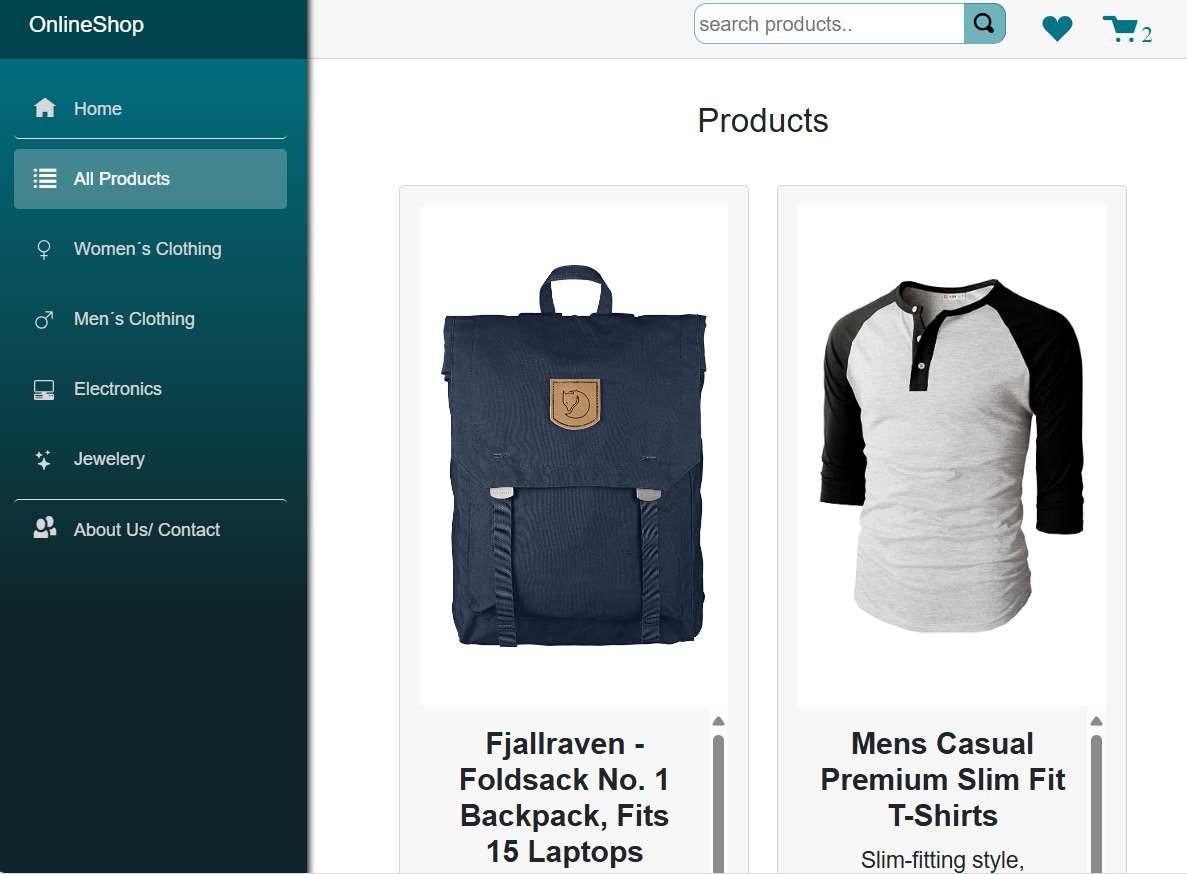 OnlineShop
search products..
2
Home
All Products
Women´s Clothing
Men´s Clothing
Electronics
Jewelery
About Us/ Contact
Products
Fjallraven -
Foldsack No. 1
Backpack, Fits
15 Laptops
Mens Casual
Premium Slim Fit
T-Shirts
Slim-fitting style,